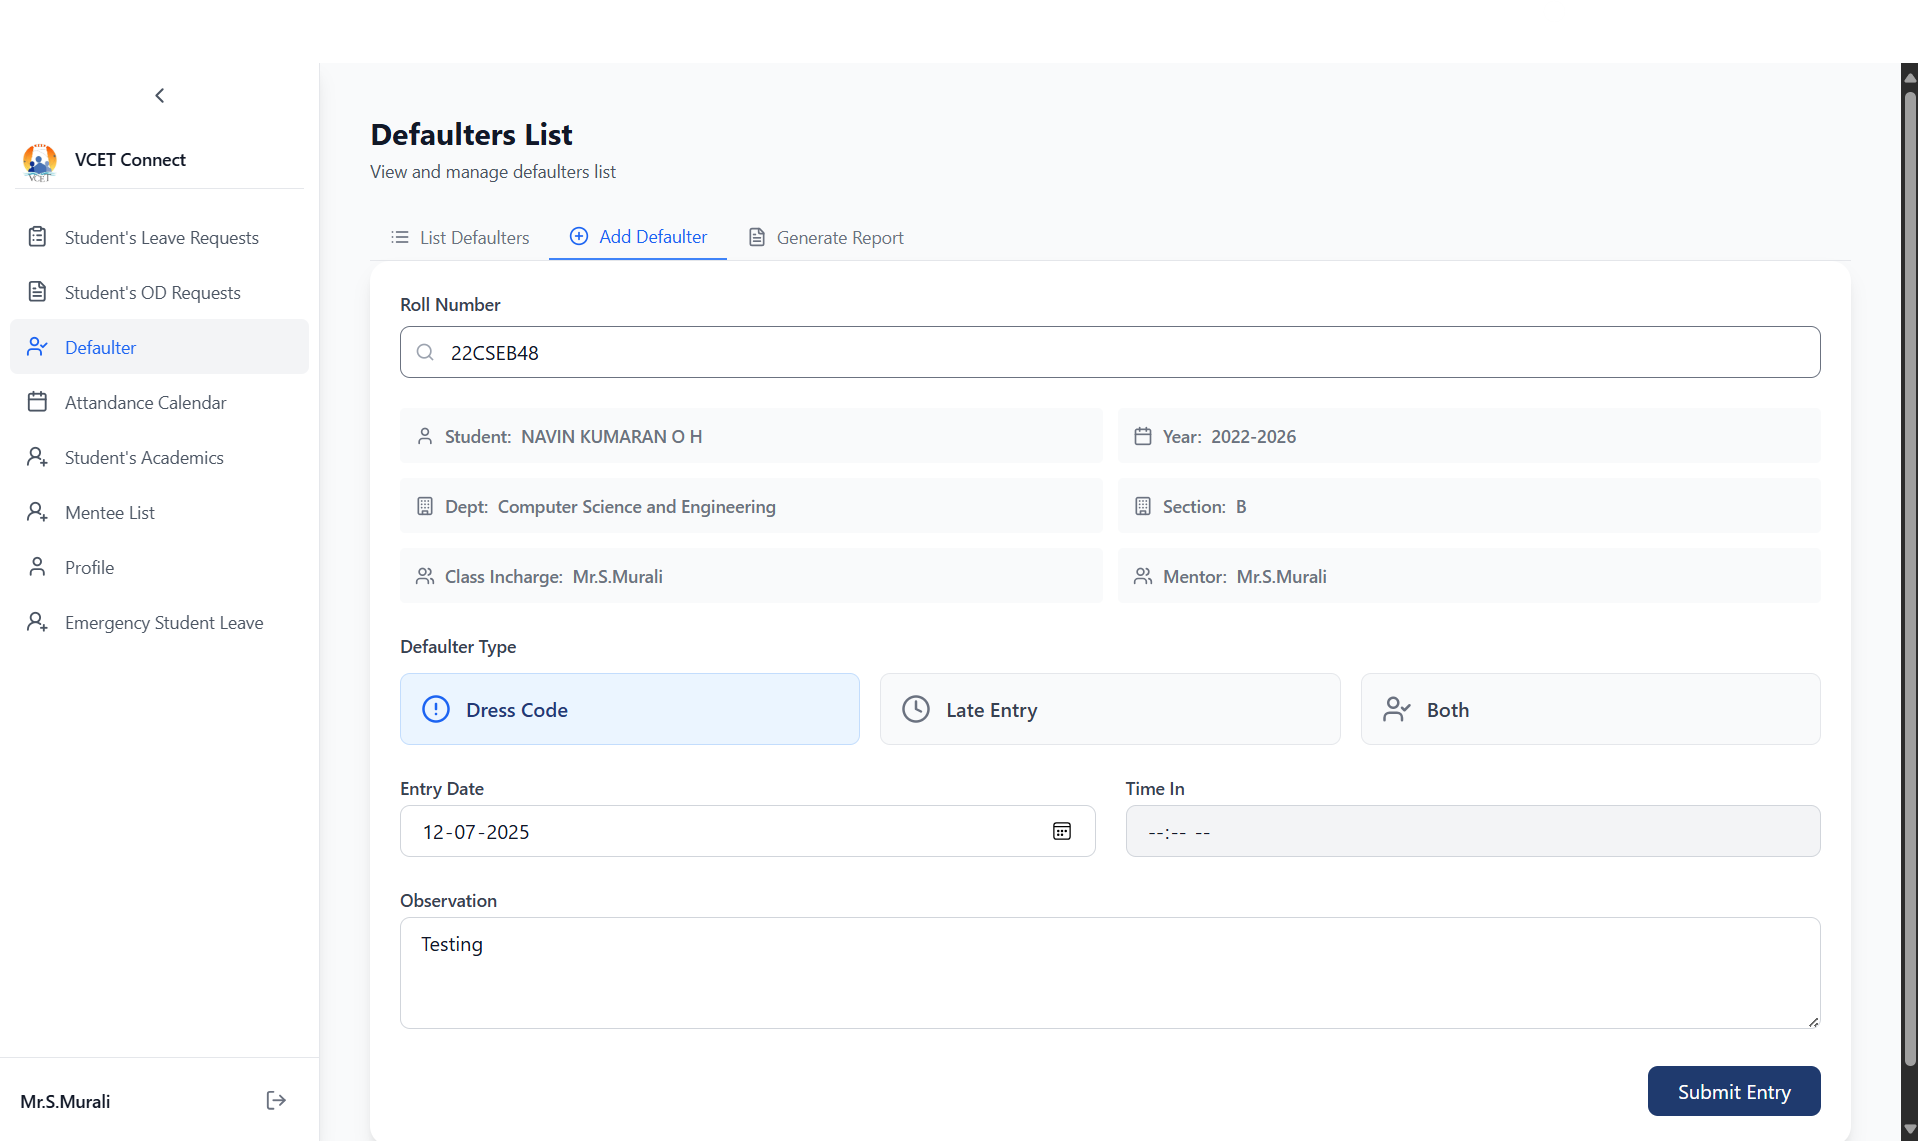 VCET
VCET Connect
Student's Leave Requests
Student's OD Requests
Defaulter
Attandance Calendar
Student's Academics
Mentee List
Profile
Emergency Student Leave
Mr.S.Murali
Defaulters List
View and manage defaulters list
List Defaulters
Add Defaulter
Generate Report
Roll Number
22CSEB48
Student: NAVIN KUMARAN O H
Year: 2022-2026
Dept: Computer Science and Engineering
Section: B
Class Incharge: Mr.S.Murali
Mentor: Mr.S.Murali
Defaulter Type
Dress Code
Late Entry
Both
Entry Date
Time In
12-07-2025
--:-- --
Observation
Testing
Submit Entry